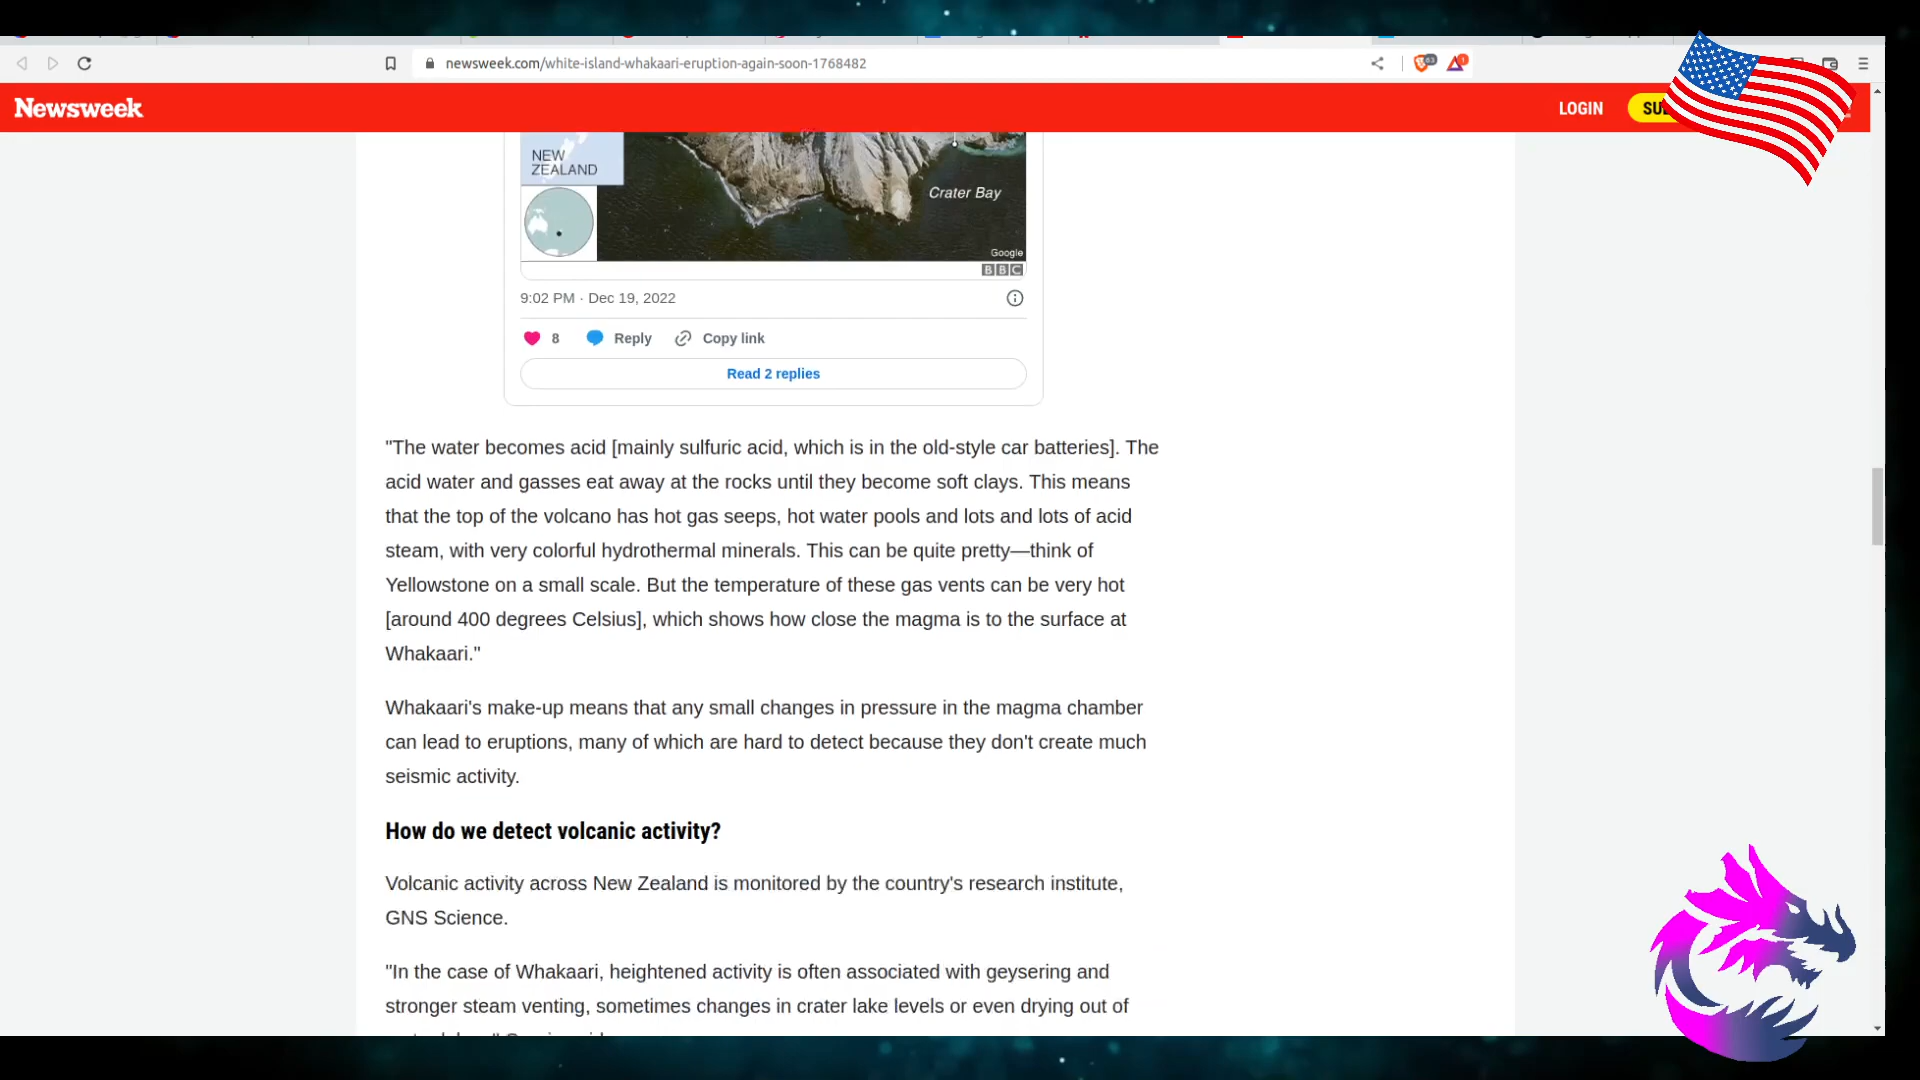 newsweek.com/white-island-whakaari-eruption-again-soon-1768482
Newsweek
LOGIN
NEW
ZEALAND
Crater Bay
Google
BBC
9:02 PM · Dec 19, 2022
8 Reply Copy link
Read 2 replies
"The water becomes acid [mainly sulfuric acid, which is in the old-style car batteries]. The
acid water and gasses eat away at the rocks until they become soft clays. This means
that the top of the volcano has hot gas seeps, hot water pools and lots and lots of acid
steam, with very colorful hydrothermal minerals. This can be quite pretty—think of
Yellowstone on a small scale. But the temperature of these gas vents can be very hot
[around 400 degrees Celsius], which shows how close the magma is to the surface at
Whakaari."
Whakaari's make-up means that any small changes in pressure in the magma chamber
can lead to eruptions, many of which are hard to detect because they don't create much
seismic activity.
How do we detect volcanic activity?
Volcanic activity across New Zealand is monitored by the country's research institute,
GNS Science.
"In the case of Whakaari, heightened activity is often associated with geysering and
stronger steam venting, sometimes changes in crater lake levels or even drying out of